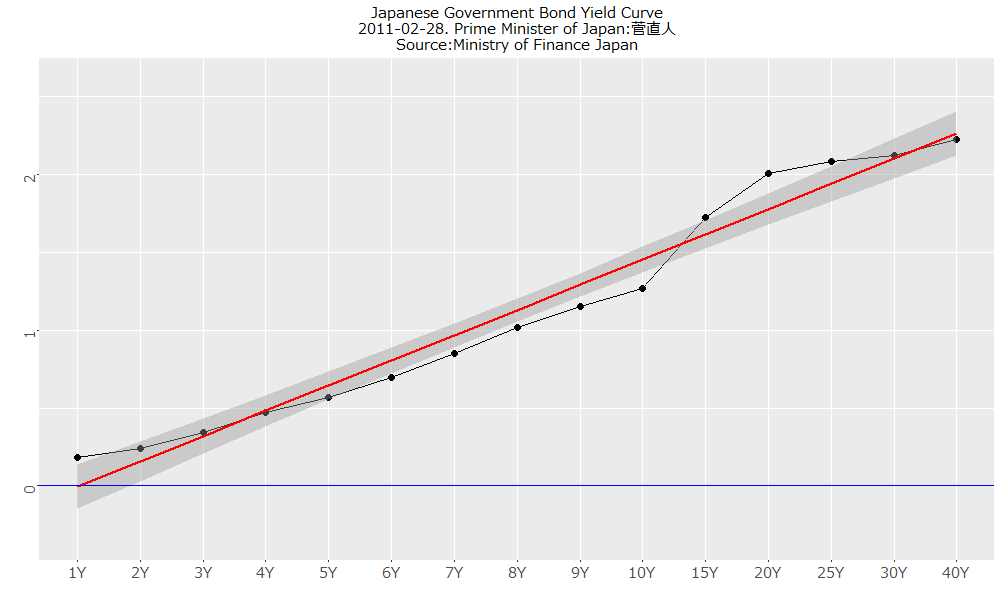 Japanese Government Bond Yield Curve
2011-02-28. Prime Minister of Japan:菅直人
Source:Ministry of Finance Japan
2
1
0
1Y 2Y 3Y 4Y 5Y 6Y 7Y 8Y 9Y 10Y 15Y 20Y 25Y 30Y 40Y